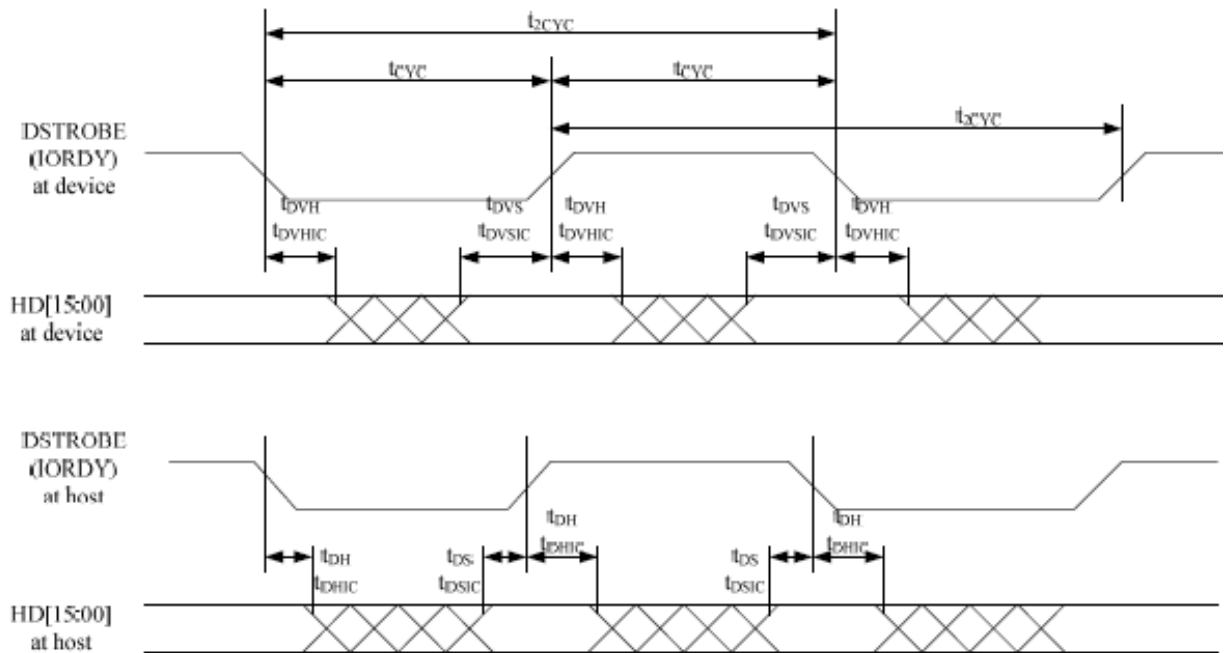 t2CYC
tCYC tCYC
t2CYC
DSTROBE
(IORDY)
at device
tDVH tDVS tDVH tDVS tDVH
tDVHIC tDVSIC tDVHIC tDVSIC tDVHIC
HD[15:00]
at device
DSTROBE
(IORDY)
at host
tDH tDH
tDHIC tDHIC
tDH tDS tDS
tDHIC tDSIC tDSIC
HD[15:00]
at host